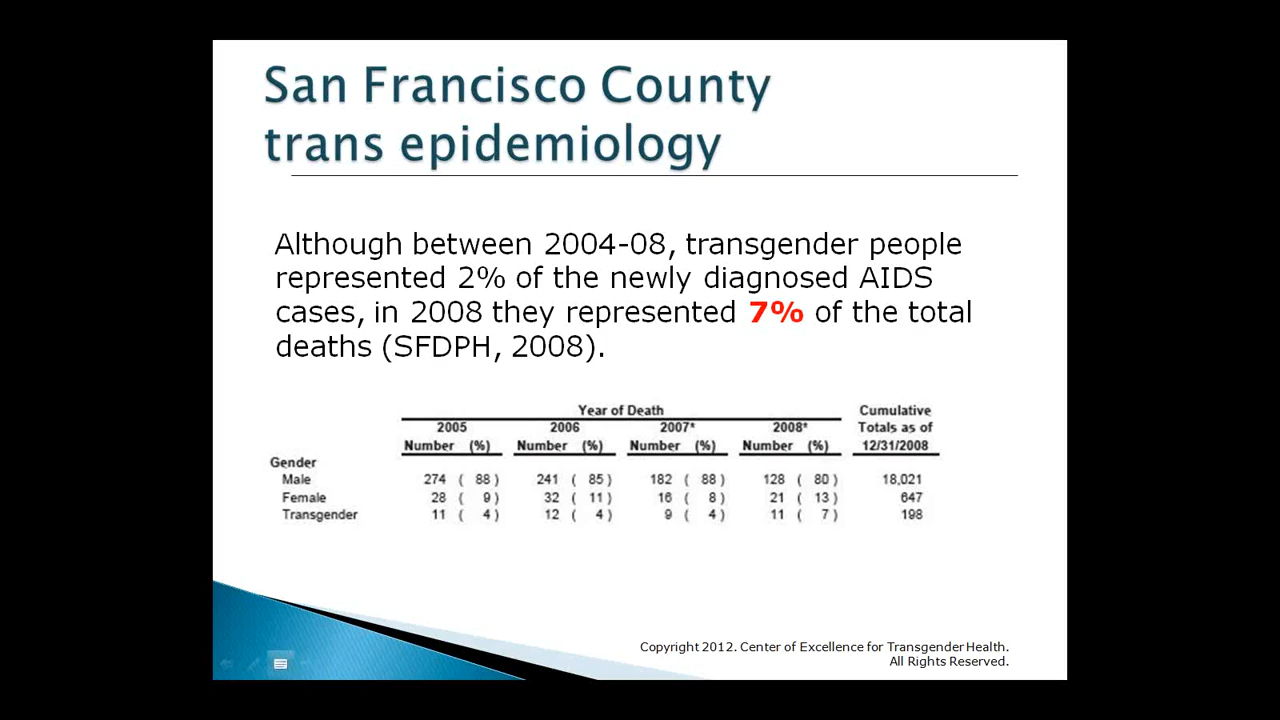 San Francisco County
trans epidemiology
Although between 2004-08, transgender people
represented 2% of the newly diagnosed AIDS
cases, in 2008 they represented 7% of the total
deaths (SFDPH, 2008).
Year of Death Cumulative
2005 2006 2007* 2008* Totals as of
Number (%) Number (%) Number (%) Number (%) 12/31/2008
Gender
Male 274 ( 88 ) 241 ( 85 ) 182 ( 88 ) 128 ( 80 ) 18,021
Female 28 ( 9 ) 32 ( 11 ) 16 ( 8 ) 21 ( 13 ) 647
Transgender 11 ( 4 ) 12 ( 4 ) 9 ( 4 ) 11 ( 7 ) 198
Copyright 2012. Center of Excellence for Transgender Health.
All Rights Reserved.